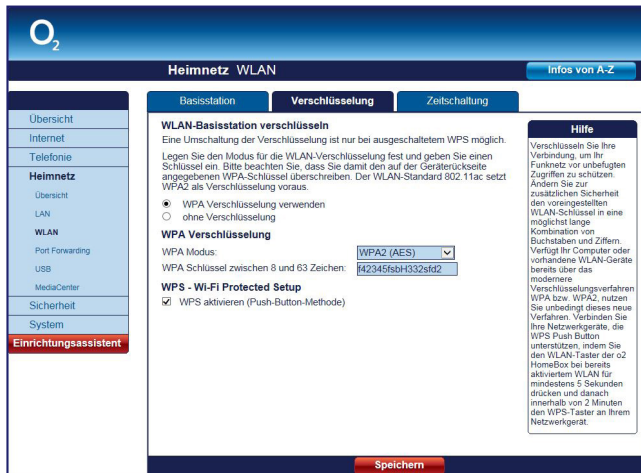 O2
Heimnetz WLAN
Infos von A-Z
Übersicht
Internet
Telefonie
Heimnetz
Übersicht
LAN
WLAN
Port Forwarding
USB
MediaCenter
Sicherheit
System
Einrichtungsassistent
Basisstation
Verschlüsselung
Zeitschaltung
WLAN-Basisstation verschlüsseln
Eine Umschaltung der Verschlüsselung ist nur bei ausgeschaltetem WPS möglich.
Legen Sie den Modus für die WLAN-Verschlüsselung fest und geben Sie einen
Schlüssel ein. Bitte beachten Sie, dass Sie damit den auf der Geräterückseite
angegebenen WPA-Schlüssel überschreiben. Der WLAN-Standard 802.11ac setzt
WPA2 als Verschlüsselung voraus.
WPA Verschlüsselung verwenden
ohne Verschlüsselung
WPA Verschlüsselung
WPA Modus: WPA2 (AES)
WPA Schlüssel zwischen 8 und 63 Zeichen: f42345fsbH332sfd2
WPS - Wi-Fi Protected Setup
WPS aktivieren (Push-Button-Methode)
Speichern
Hilfe
Verschlüsseln Sie Ihre
Verbindung, um Ihr
Funknetz vor unbefugten
Zugriffen zu schützen.
Ändern Sie zur
zusätzlichen Sicherheit
den voreingestellten
WLAN-Schlüssel in eine
möglichst lange
Kombination von
Buchstaben und Ziffern.
Verfügt Ihr Computer oder
vorhandene WLAN-Geräte
bereits über das
modernere
Verschlüsselungsverfahren
WPA bzw. WPA2, nutzen
Sie unbedingt dieses neue
Verfahren. Verbinden Sie
Ihre Netzwerkgeräte, die
WPS Push Button
unterstützen, indem Sie
den WLAN-Taster der o2
HomeBox bei bereits
aktiviertem WLAN für
mindestens 5 Sekunden
drücken und danach
innerhalb von 2 Minuten
den WPS-Taster an Ihrem
Netzwerkgerät.